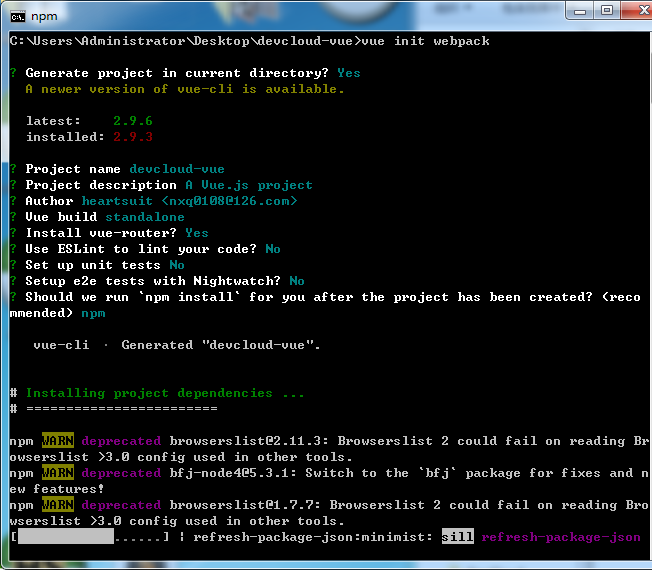 npm
C:\Users\Administrator\Desktop\devcloud-vue>vue init webpack
? Generate project in current directory? Yes
A newer version of vue-cli is available.
latest: 2.9.6
installed: 2.9.3
? Project name devcloud-vue
? Project description A Vue.js project
? Author heartsuit <nxq0108@126.com>
? Vue build standalone
? Install vue-router? Yes
? Use ESLint to lint your code? No
? Set up unit tests No
? Setup e2e tests with Nightwatch? No
? Should we run `npm install` for you after the project has been created? (reco
mmended) npm
vue-cli · Generated "devcloud-vue".
# Installing project dependencies ...
# ========================
npm WARN deprecated browserslist@2.11.3: Browserslist 2 could fail on reading Br
owserslist >3.0 config used in other tools.
npm WARN deprecated bfj-node4@5.3.1: Switch to the `bfj` package for fixes and n
ew features!
npm WARN deprecated browserslist@1.7.7: Browserslist 2 could fail on reading Bro
wserslist >3.0 config used in other tools.
[            ......] | refresh-package-json:minimist: sill refresh-package-json